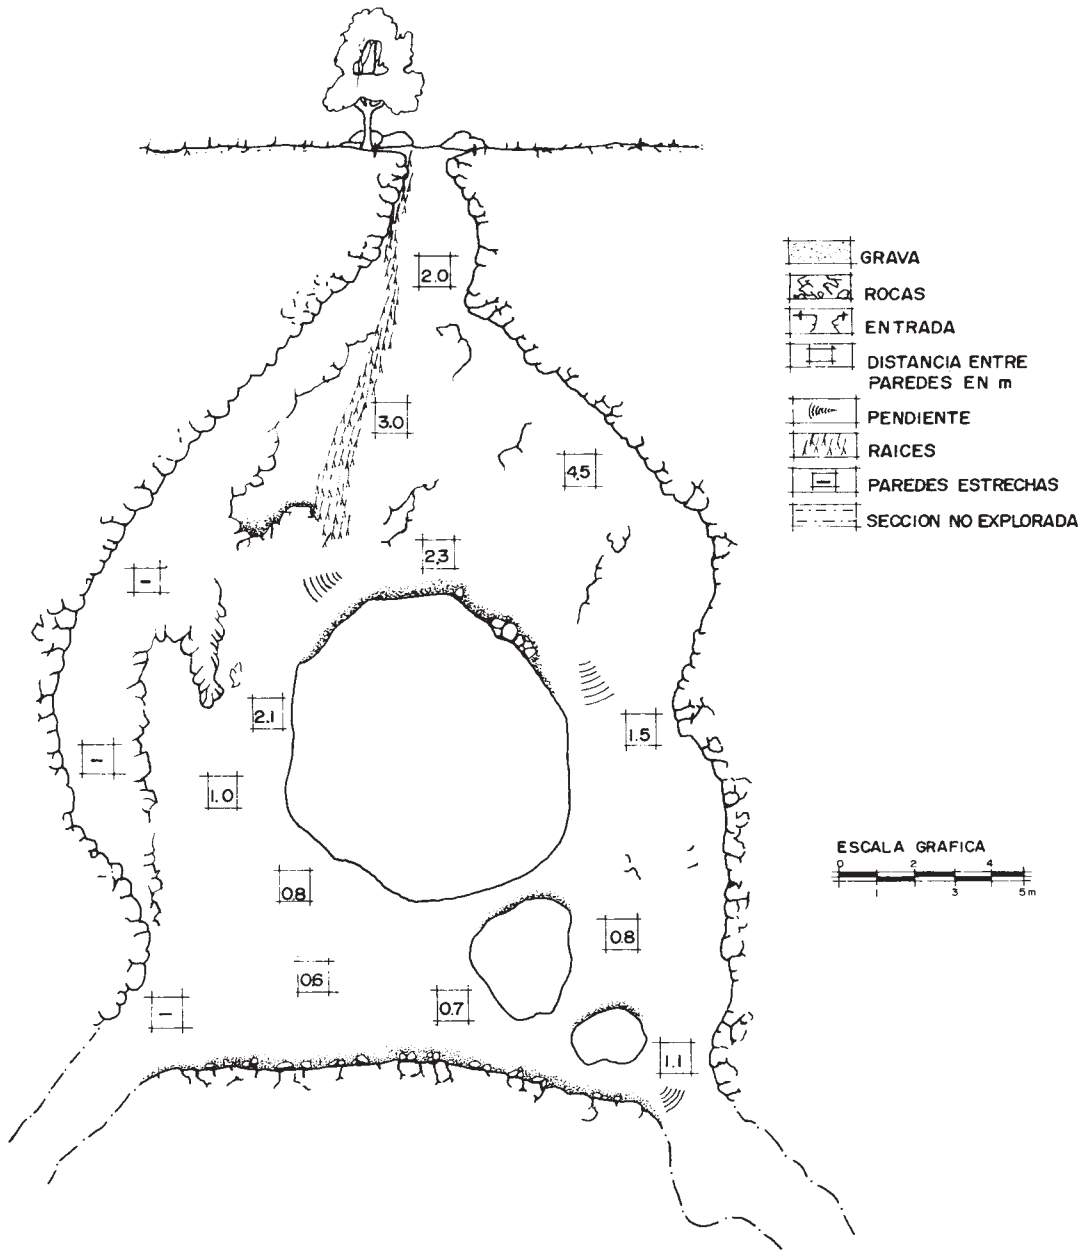 2.0
3.0
4.5
2.3
-
2.1
1.5
-
1.0
0.8
0.8
0.6
0.7
-
1.1
GRAVA
ROCAS
ENTRADA
DISTANCIA ENTRE
PAREDES EN m
PENDIENTE
RAICES
PAREDES ESTRECHAS
SECCION NO EXPLORADA
ESCALA GRAFICA
0 2 4
1 3 5m